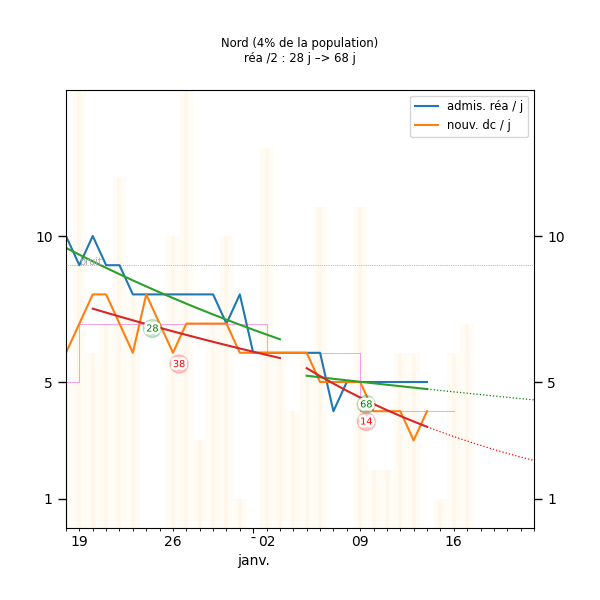 Nord (4% de la population)
réa /2 : 28 j –> 68 j
admis. réa / j
nouv. dc / j
10
10
bruit
28
38
5
5
68
14
1
1
19
26
02
09
16
janv.